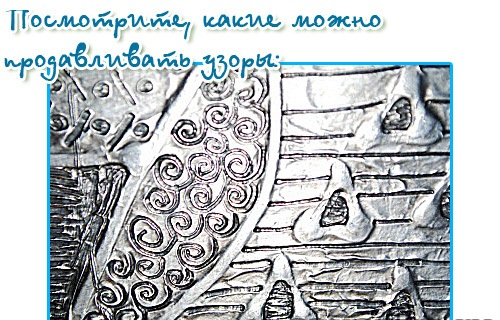 Посмотрите, какие можно
продавливать узоры: